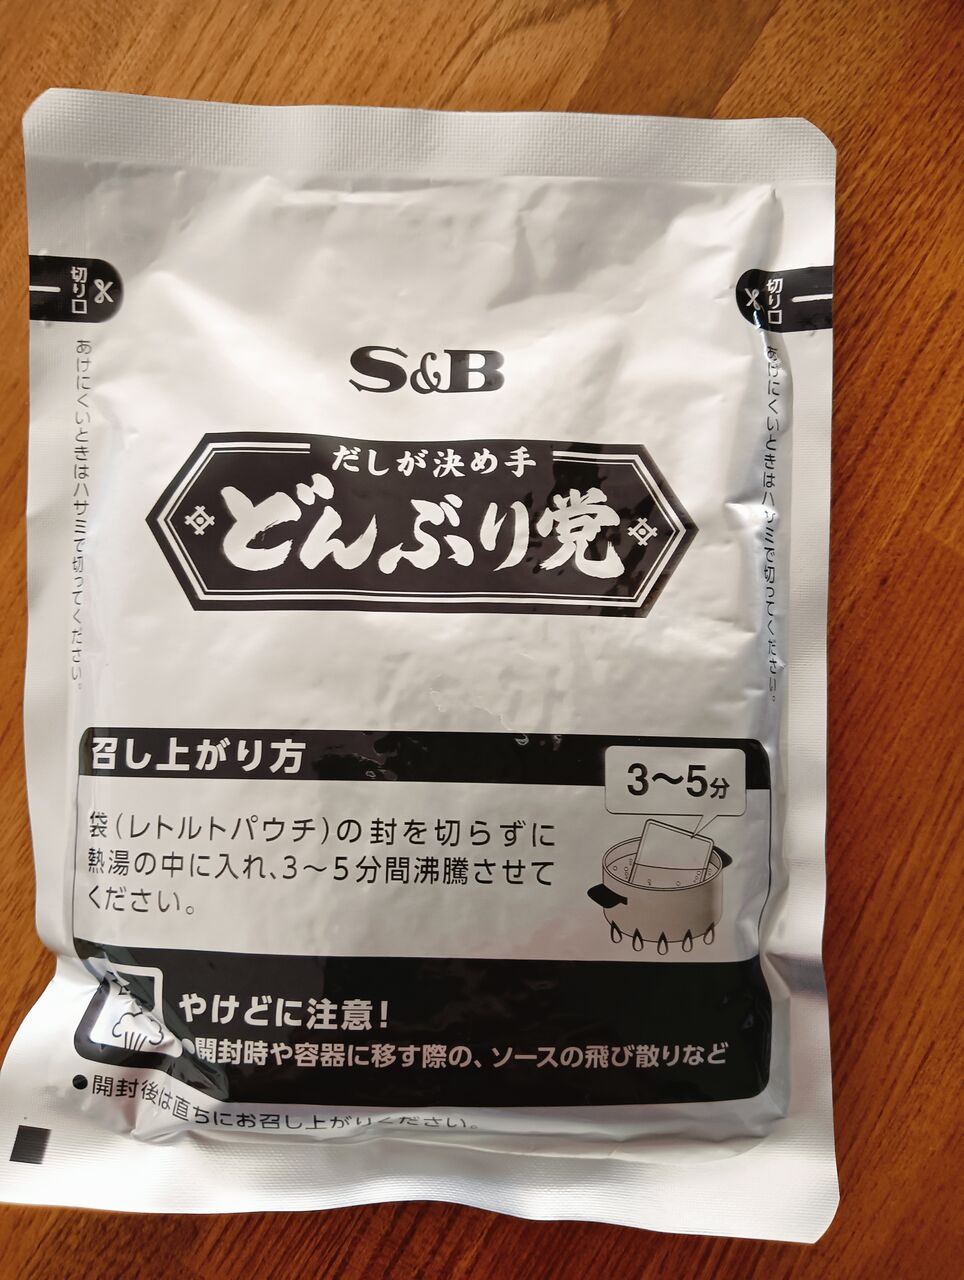 切り口
切り口
あけにくいときはハサミで切ってください。
あけにくいときはハサミで切ってください。
S&B
だしが決め手
どんぶり党
召し上がり方
3～5分
袋(レトルトパウチ)の封を切らずに
熱湯の中に入れ、3～5分間沸騰させて
ください。
やけどに注意!
●開封時や容器に移す際の、ソースの飛び散りなど
●開封後は直ちにお召し上がりください。